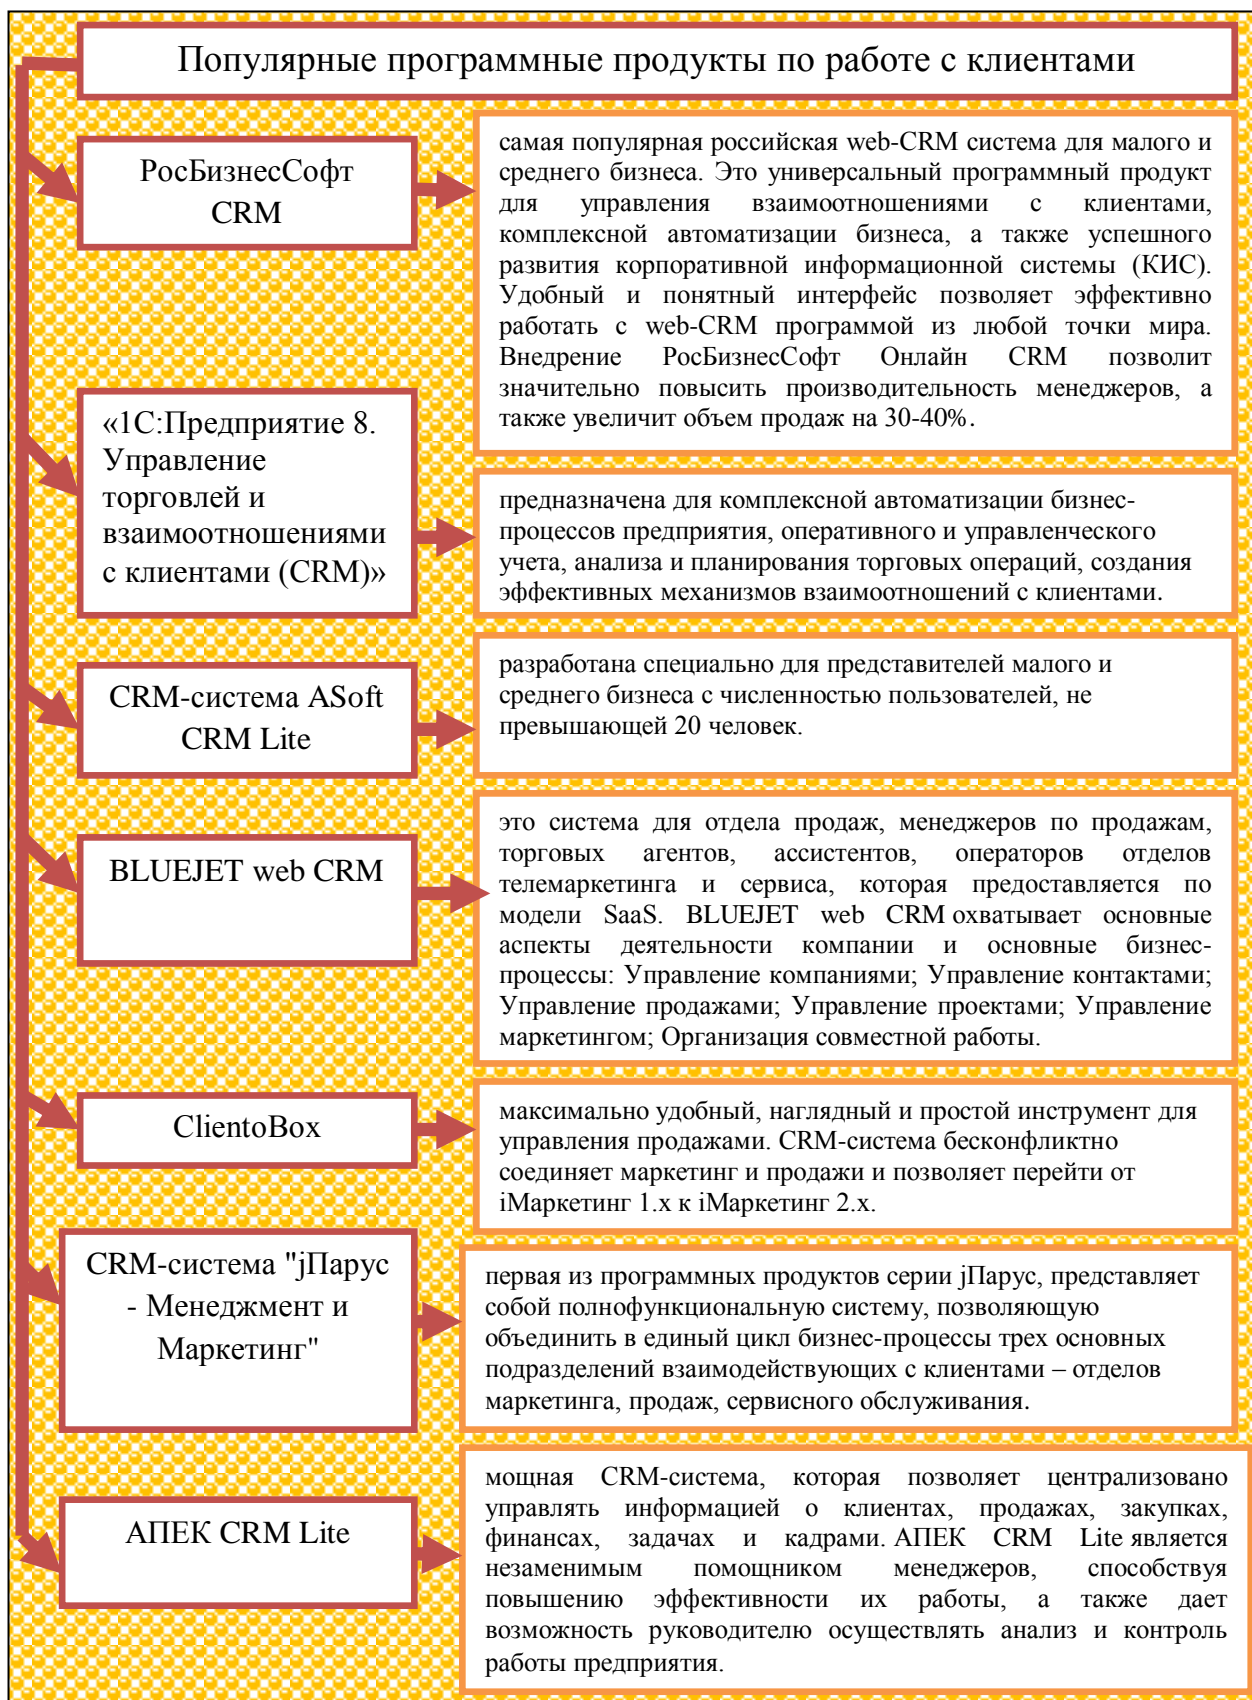 Популярные программные продукты по работе с клиентами
РосБизнесСофт
CRM
самая популярная российская web-CRM система для малого и
среднего бизнеса. Это универсальный программный продукт
для управления взаимоотношениями с клиентами,
комплексной автоматизации бизнеса, а также успешного
развития корпоративной информационной системы (КИС).
Удобный и понятный интерфейс позволяет эффективно
работать с web-CRM программой из любой точки мира.
Внедрение РосБизнесСофт Онлайн CRM позволит
значительно повысить производительность менеджеров, а
также увеличит объем продаж на 30-40%.
«1С:Предприятие 8.
Управление
торговлей и
взаимоотношениями
с клиентами (CRM)»
предназначена для комплексной автоматизации бизнес-
процессов предприятия, оперативного и управленческого
учета, анализа и планирования торговых операций, создания
эффективных механизмов взаимоотношений с клиентами.
CRM-система ASoft
CRM Lite
разработана специально для представителей малого и
среднего бизнеса с численностью пользователей, не
превышающей 20 человек.
BLUEJET web CRM
это система для отдела продаж, менеджеров по продажам,
торговых агентов, ассистентов, операторов отделов
телемаркетинга и сервиса, которая предоставляется по
модели SaaS. BLUEJET web CRM охватывает основные
аспекты деятельности компании и основные бизнес-
процессы: Управление компаниями; Управление контактами;
Управление продажами; Управление проектами; Управление
маркетингом; Организация совместной работы.
ClientoBox
максимально удобный, наглядный и простой инструмент для
управления продажами. CRM-система бесконфликтно
соединяет маркетинг и продажи и позволяет перейти от
iМаркетинг 1.x к iМаркетинг 2.x.
CRM-система "jПарус
- Менеджмент и
Маркетинг"
первая из программных продуктов серии jПарус, представляет
собой полнофункциональную систему, позволяющую
объединить в единый цикл бизнес-процессы трех основных
подразделений взаимодействующих с клиентами – отделов
маркетинга, продаж, сервисного обслуживания.
АПЕК CRM Lite
мощная CRM-система, которая позволяет централизовано
управлять информацией о клиентах, продажах, закупках,
финансах, задачах и кадрами. АПЕК CRM Lite является
незаменимым помощником менеджеров, способствуя
повышению эффективности их работы, а также дает
возможность руководителю осуществлять анализ и контроль
работы предприятия.